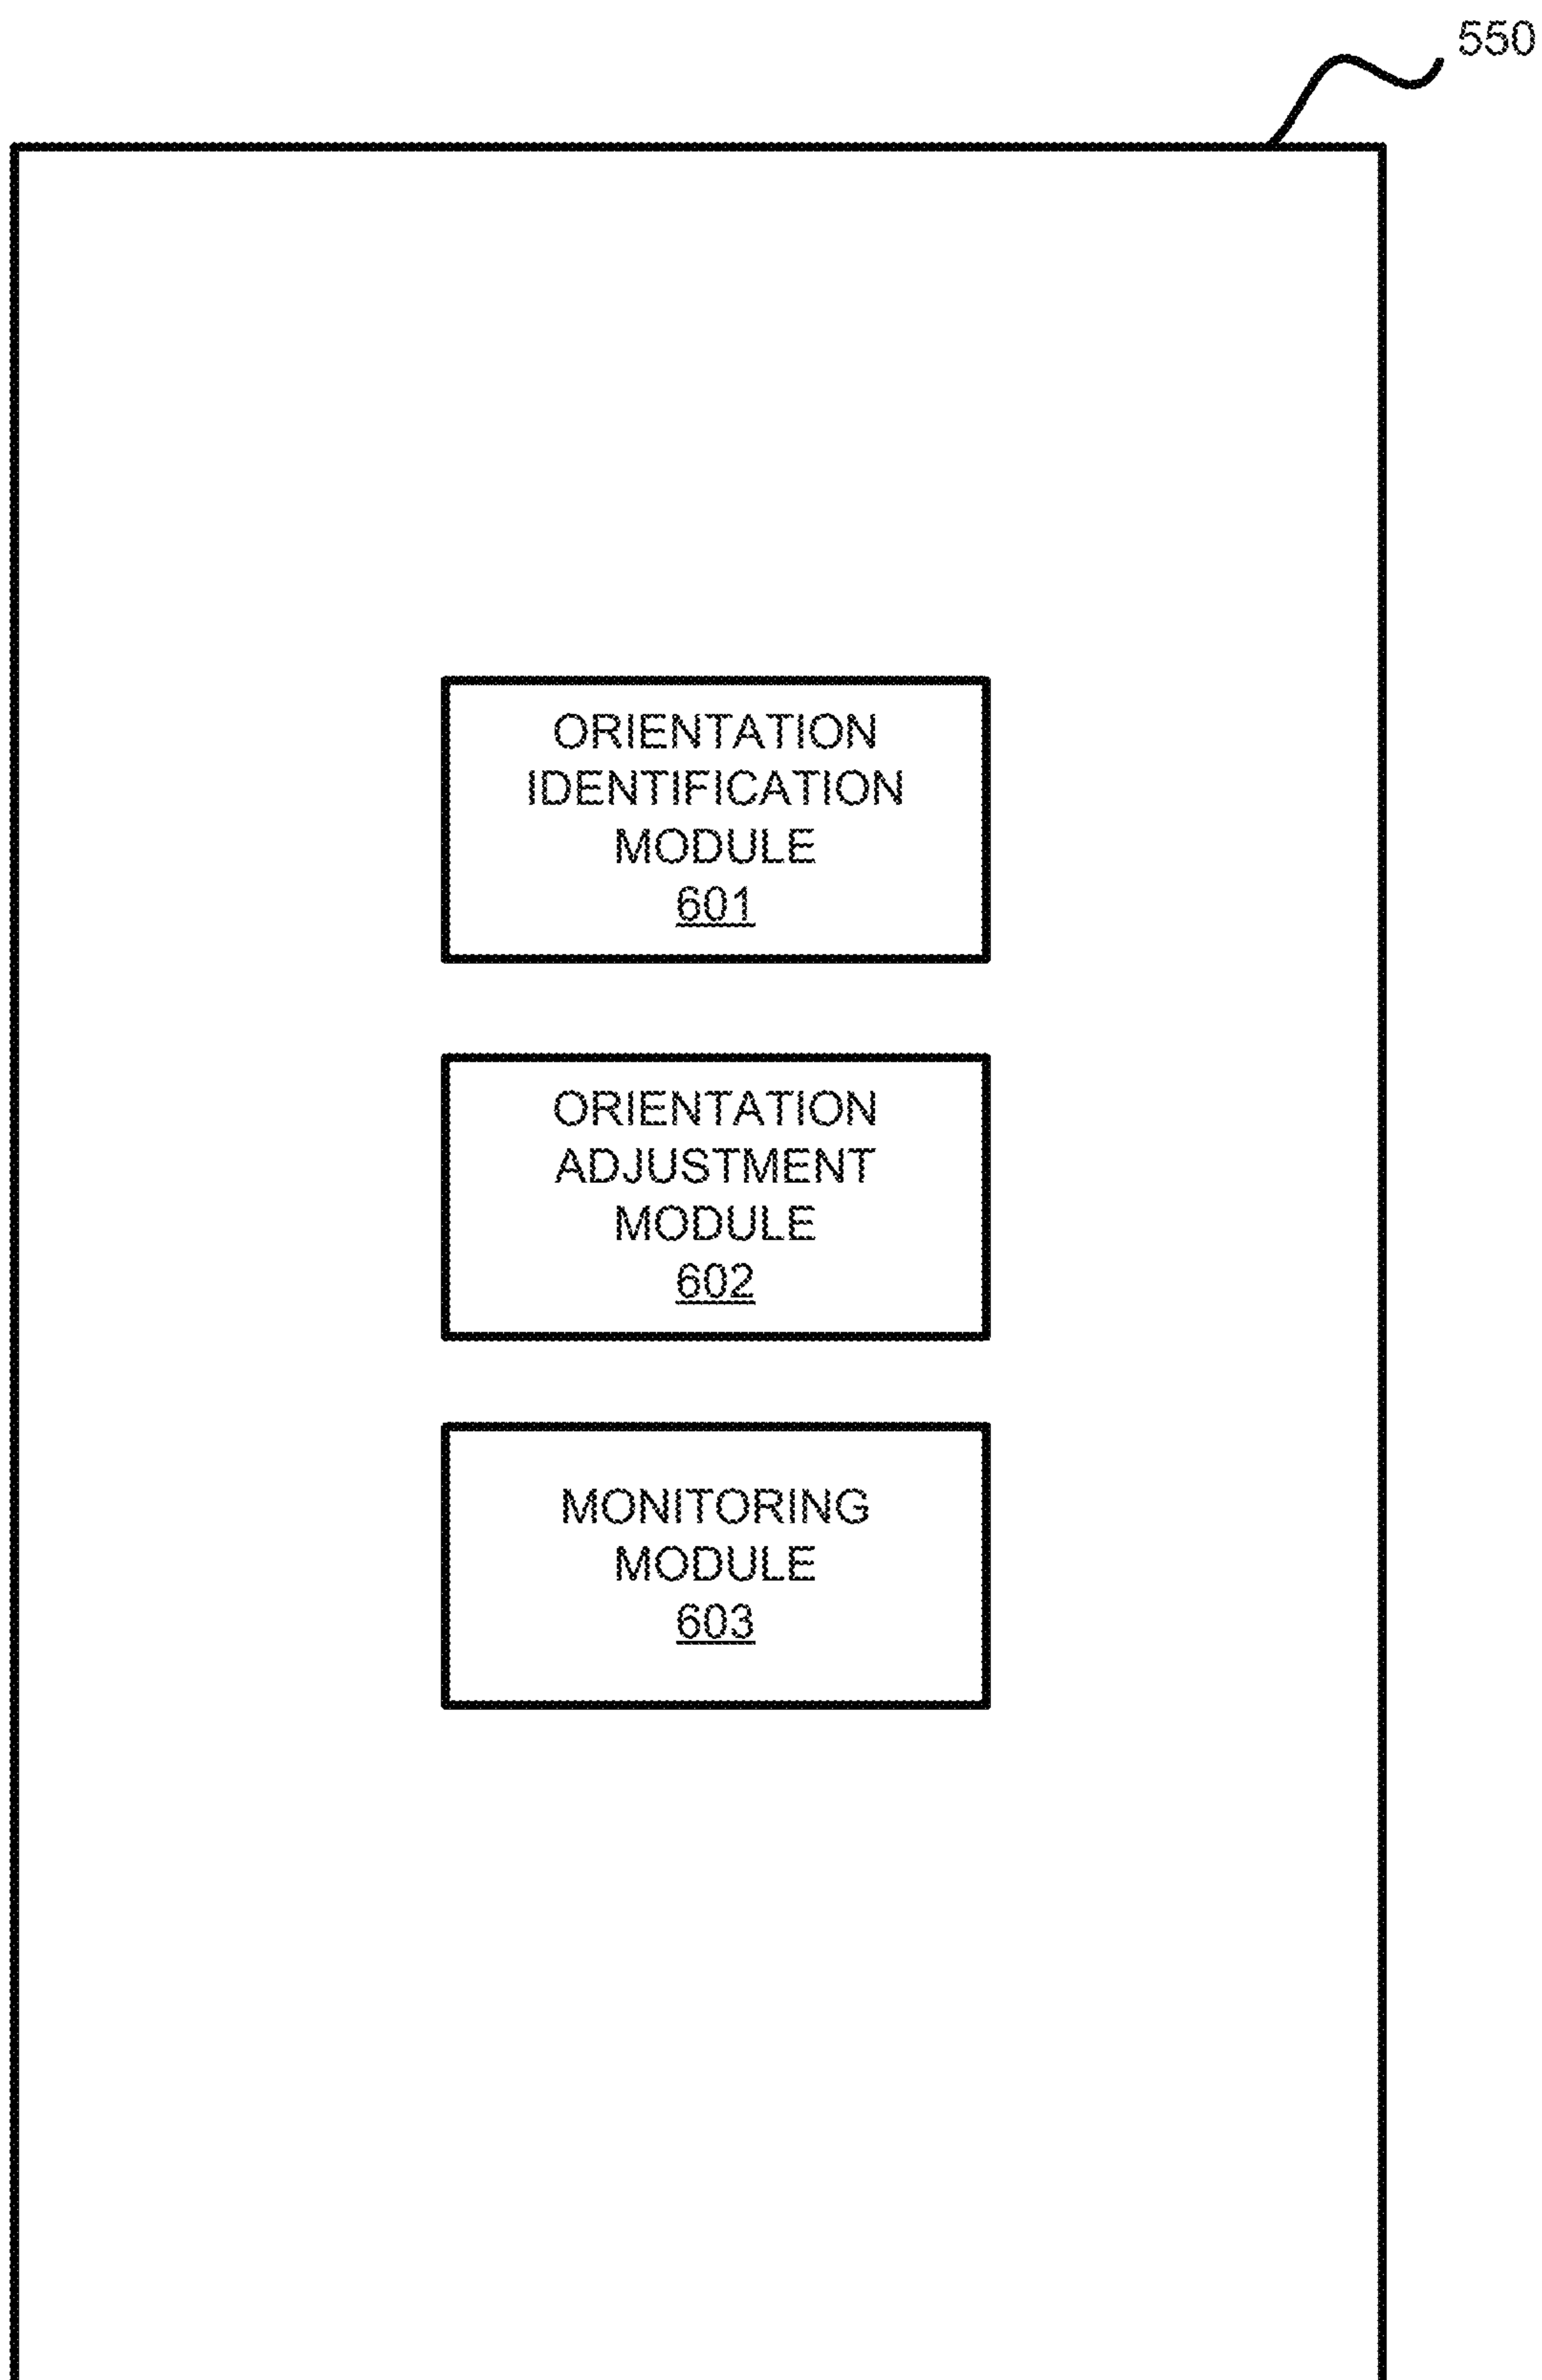 550
ORIENTATION
IDENTIFICATION
MODULE
601
ORIENTATION
ADJUSTMENT
MODULE
602
MONITORING
MODULE
603